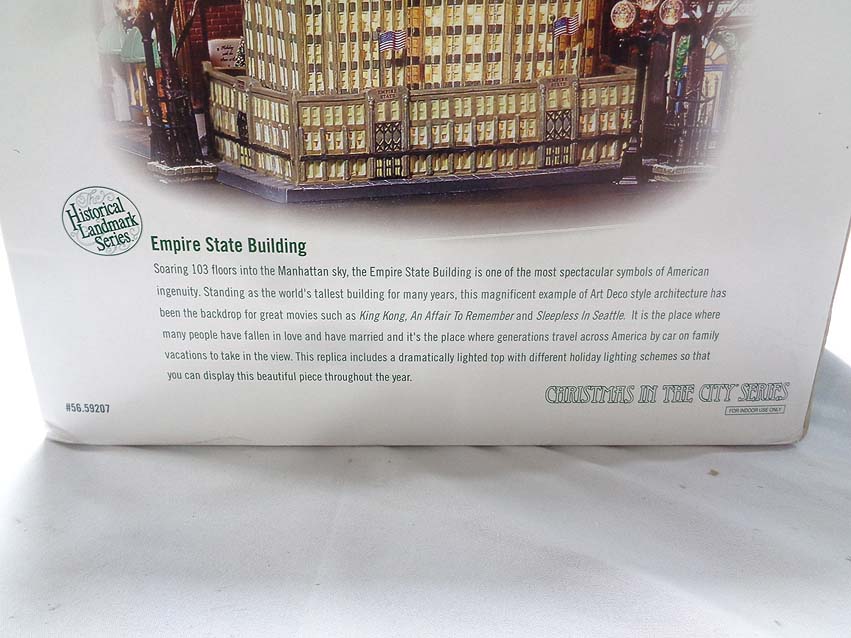 EMPIRE
STATE
EMPIRE
STATE
The
Historical
Landmark
Series
Empire State Building
Soaring 103 floors into the Manhattan sky, the Empire State Building is one of the most spectacular symbols of American
ingenuity. Standing as the world's tallest building for many years, this magnificent example of Art Deco style architecture has
been the backdrop for great movies such as King Kong, An Affair To Remember and Sleepless In Seattle. It is the place where
many people have fallen in love and have married and it's the place where generations travel across America by car on family
vacations to take in the view. This replica includes a dramatically lighted top with different holiday lighting schemes so that
you can display this beautiful piece throughout the year.
#56.59207
CHRISTMAS IN THE CITY SERIES
FOR INDOOR USE ONLY